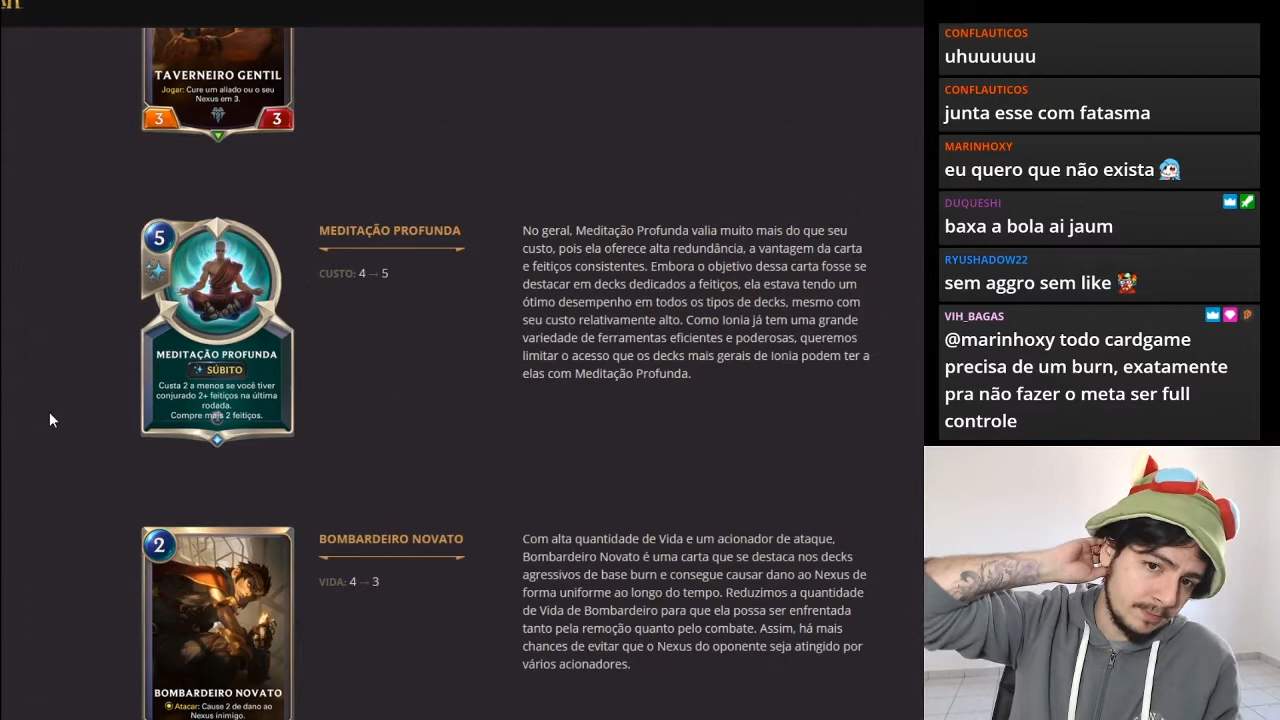 TAVERNEIRO GENTIL
Jogar: Cure um aliado ou o seu
Nexus em 3.
3
3
5
MEDITAÇÃO PROFUNDA
SÚBITO
Custa 2 a menos se você tiver
conjurado 2+ feitiços na última
rodada.
Compre mais 2 feitiços.
MEDITAÇÃO PROFUNDA
CUSTO: 4 → 5
No geral, Meditação Profunda valia muito mais do que seu
custo, pois ela oferece alta redundância, a vantagem da carta
e feitiços consistentes. Embora o objetivo dessa carta fosse se
destacar em decks dedicados a feitiços, ela estava tendo um
ótimo desempenho em todos os tipos de decks, mesmo com
seu custo relativamente alto. Como Ionia já tem uma grande
variedade de ferramentas eficientes e poderosas, queremos
limitar o acesso que os decks mais gerais de Ionia podem ter a
elas com Meditação Profunda.
2
BOMBARDEIRO NOVATO
Atacar: Cause 2 de dano ao
Nexus inimigo.
BOMBARDEIRO NOVATO
VIDA: 4 → 3
Com alta quantidade de Vida e um acionador de ataque,
Bombardeiro Novato é uma carta que se destaca nos decks
agressivos de base burn e consegue causar dano ao Nexus de
forma uniforme ao longo do tempo. Reduzimos a quantidade
de Vida de Bombardeiro para que ela possa ser enfrentada
tanto pela remoção quanto pelo combate. Assim, há mais
chances de evitar que o Nexus do oponente seja atingido por
vários acionadores.
CONFLAUTICOS
uhuuuuuu
CONFLAUTICOS
junta esse com fatasma
MARINHOXY
eu quero que não exista
DUQUESHI
baxa a bola ai jaum
RYUSHADOW22
sem aggro sem like
VIH_BAGAS
@marinhoxy todo cardgame
precisa de um burn, exatamente
pra não fazer o meta ser full
controle